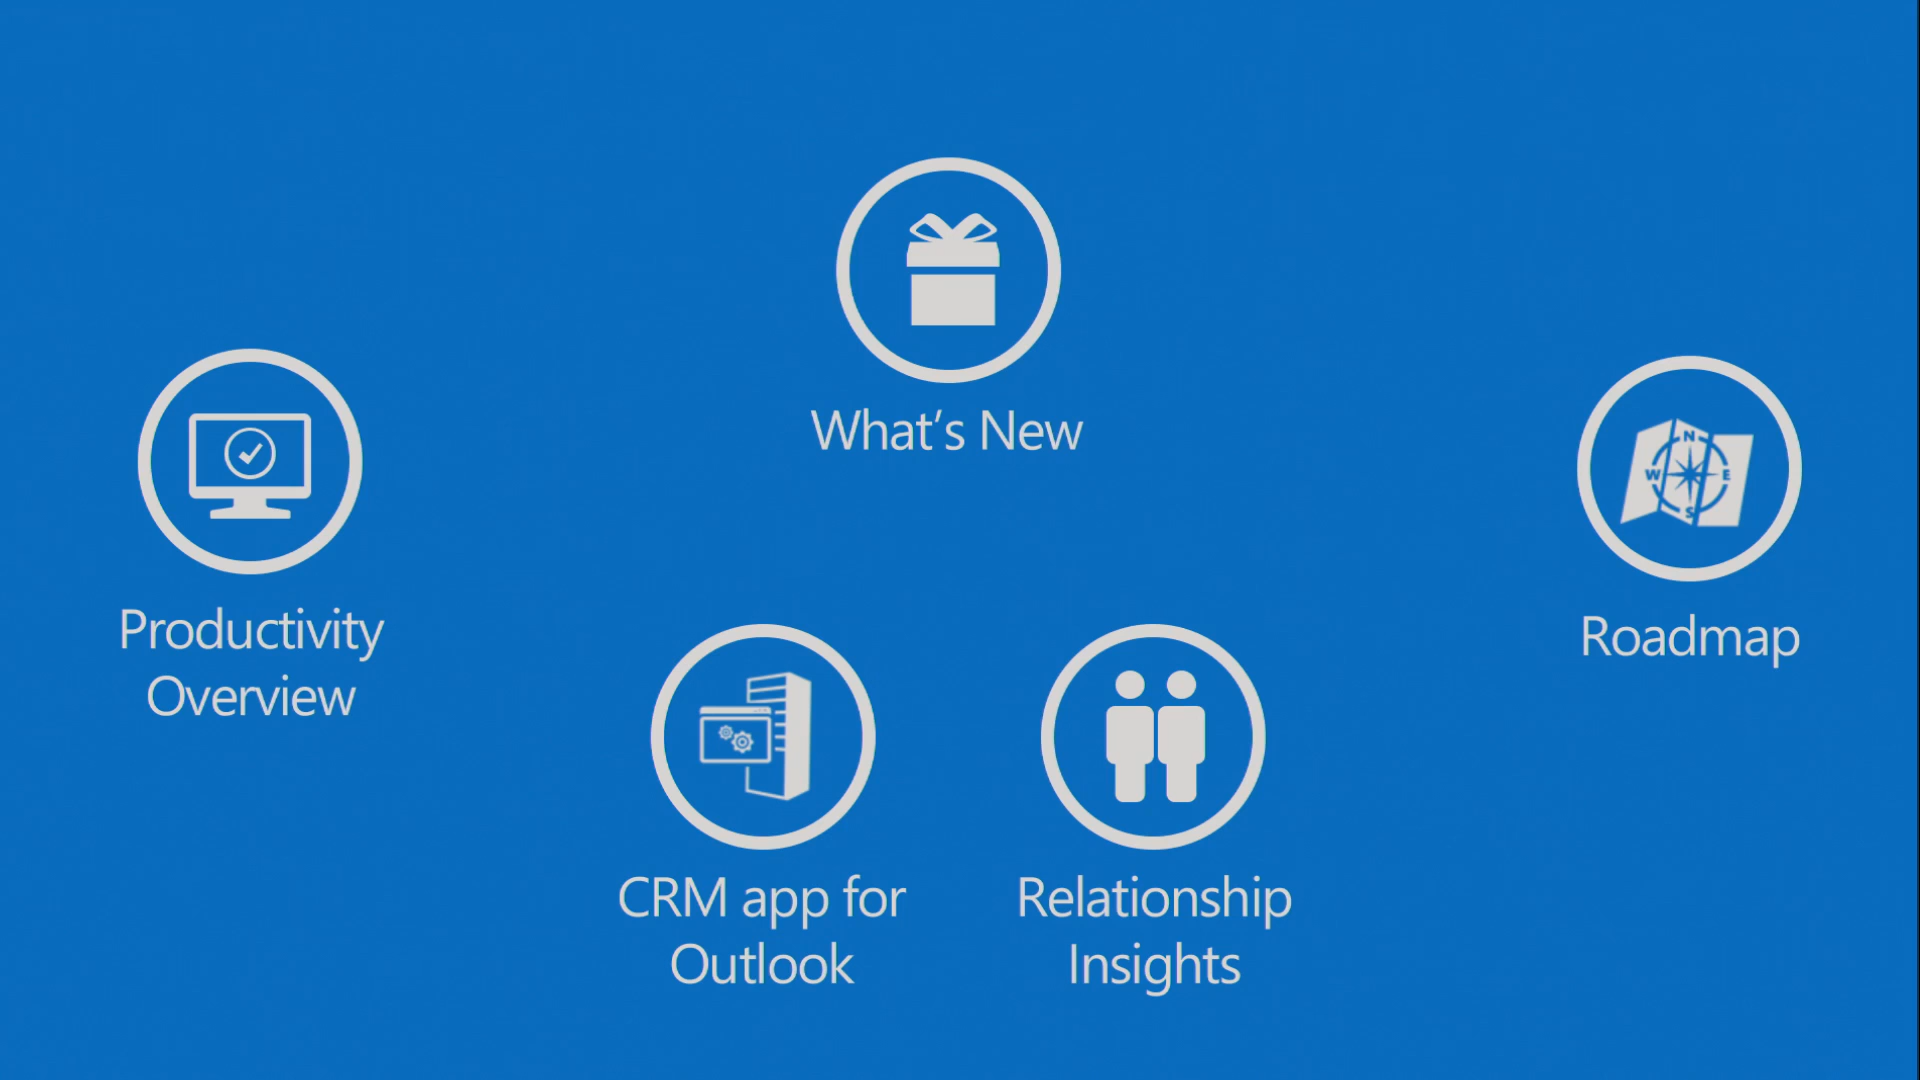 What's New
Productivity
Overview
N
W
E
S
Roadmap
CRM app for
Outlook
Relationship
Insights